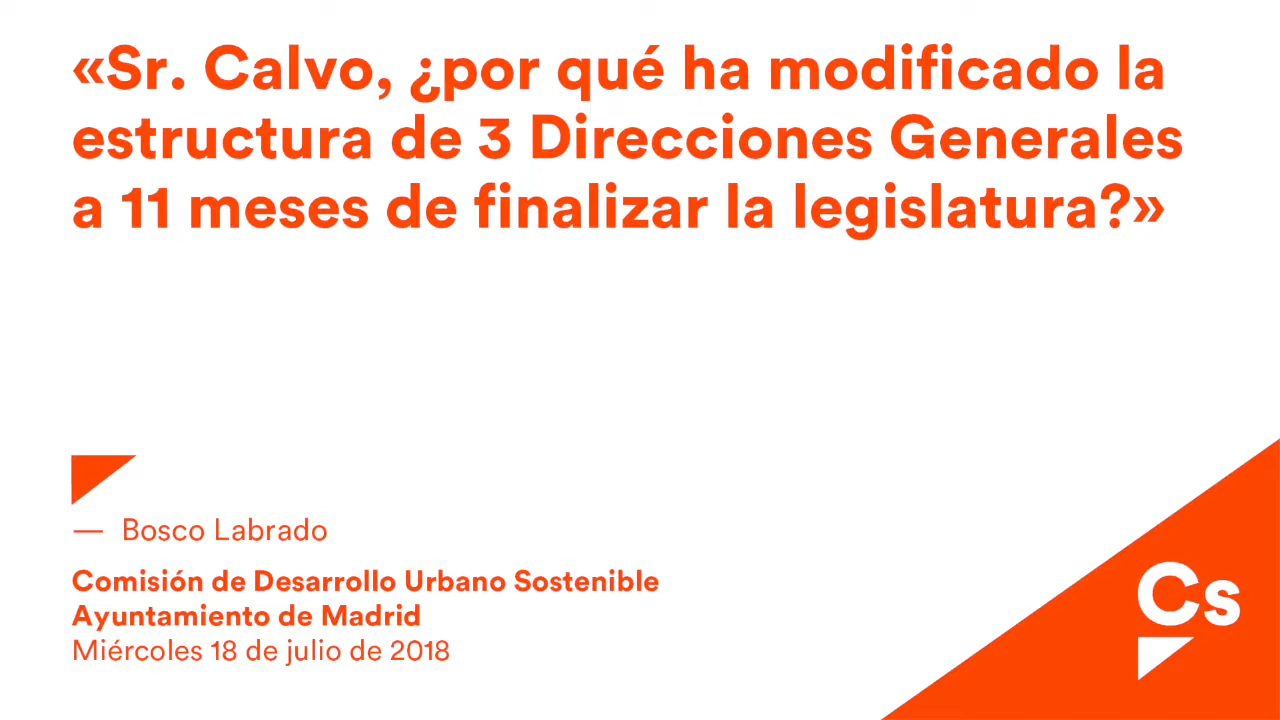 «Sr. Calvo, ¿por qué ha modificado la
estructura de 3 Direcciones Generales
a 11 meses de finalizar la legislatura?»
— Bosco Labrado
Comisión de Desarrollo Urbano Sostenible
Ayuntamiento de Madrid
Miércoles 18 de julio de 2018
Cs